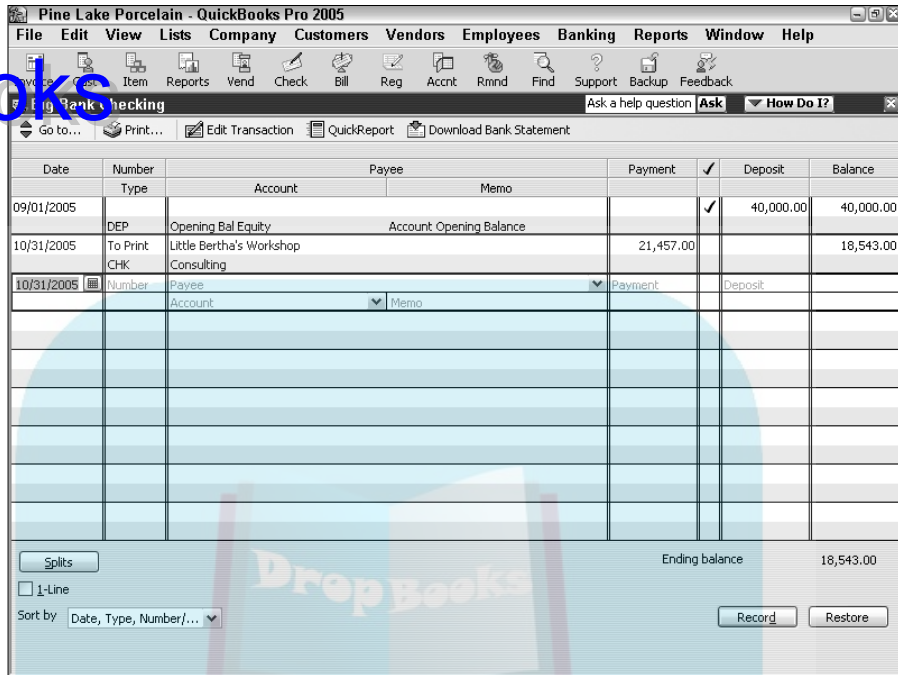 Pine Lake Porcelain - QuickBooks Pro 2005
File Edit View Lists Company Customers Vendors Employees Banking Reports Window Help
Item Reports Vend Check Bill Reg Accnt Rmnd Find Support Backup Feedback
oks
Big Bank Checking Ask a help question Ask How Do I?
Go to... Print... Edit Transaction QuickReport Download Bank Statement
Date Number Payee Payment ✓ Deposit Balance
Type Account Memo
09/01/2005 ✓ 40,000.00 40,000.00
DEP Opening Bal Equity Account Opening Balance
10/31/2005 To Print Little Bertha's Workshop 21,457.00 18,543.00
CHK Consulting
10/31/2005 Number Payee Payment Deposit
Account Memo
Splits Ending balance 18,543.00
1-Line
Sort by Date, Type, Number/... Record Restore
DropBooks